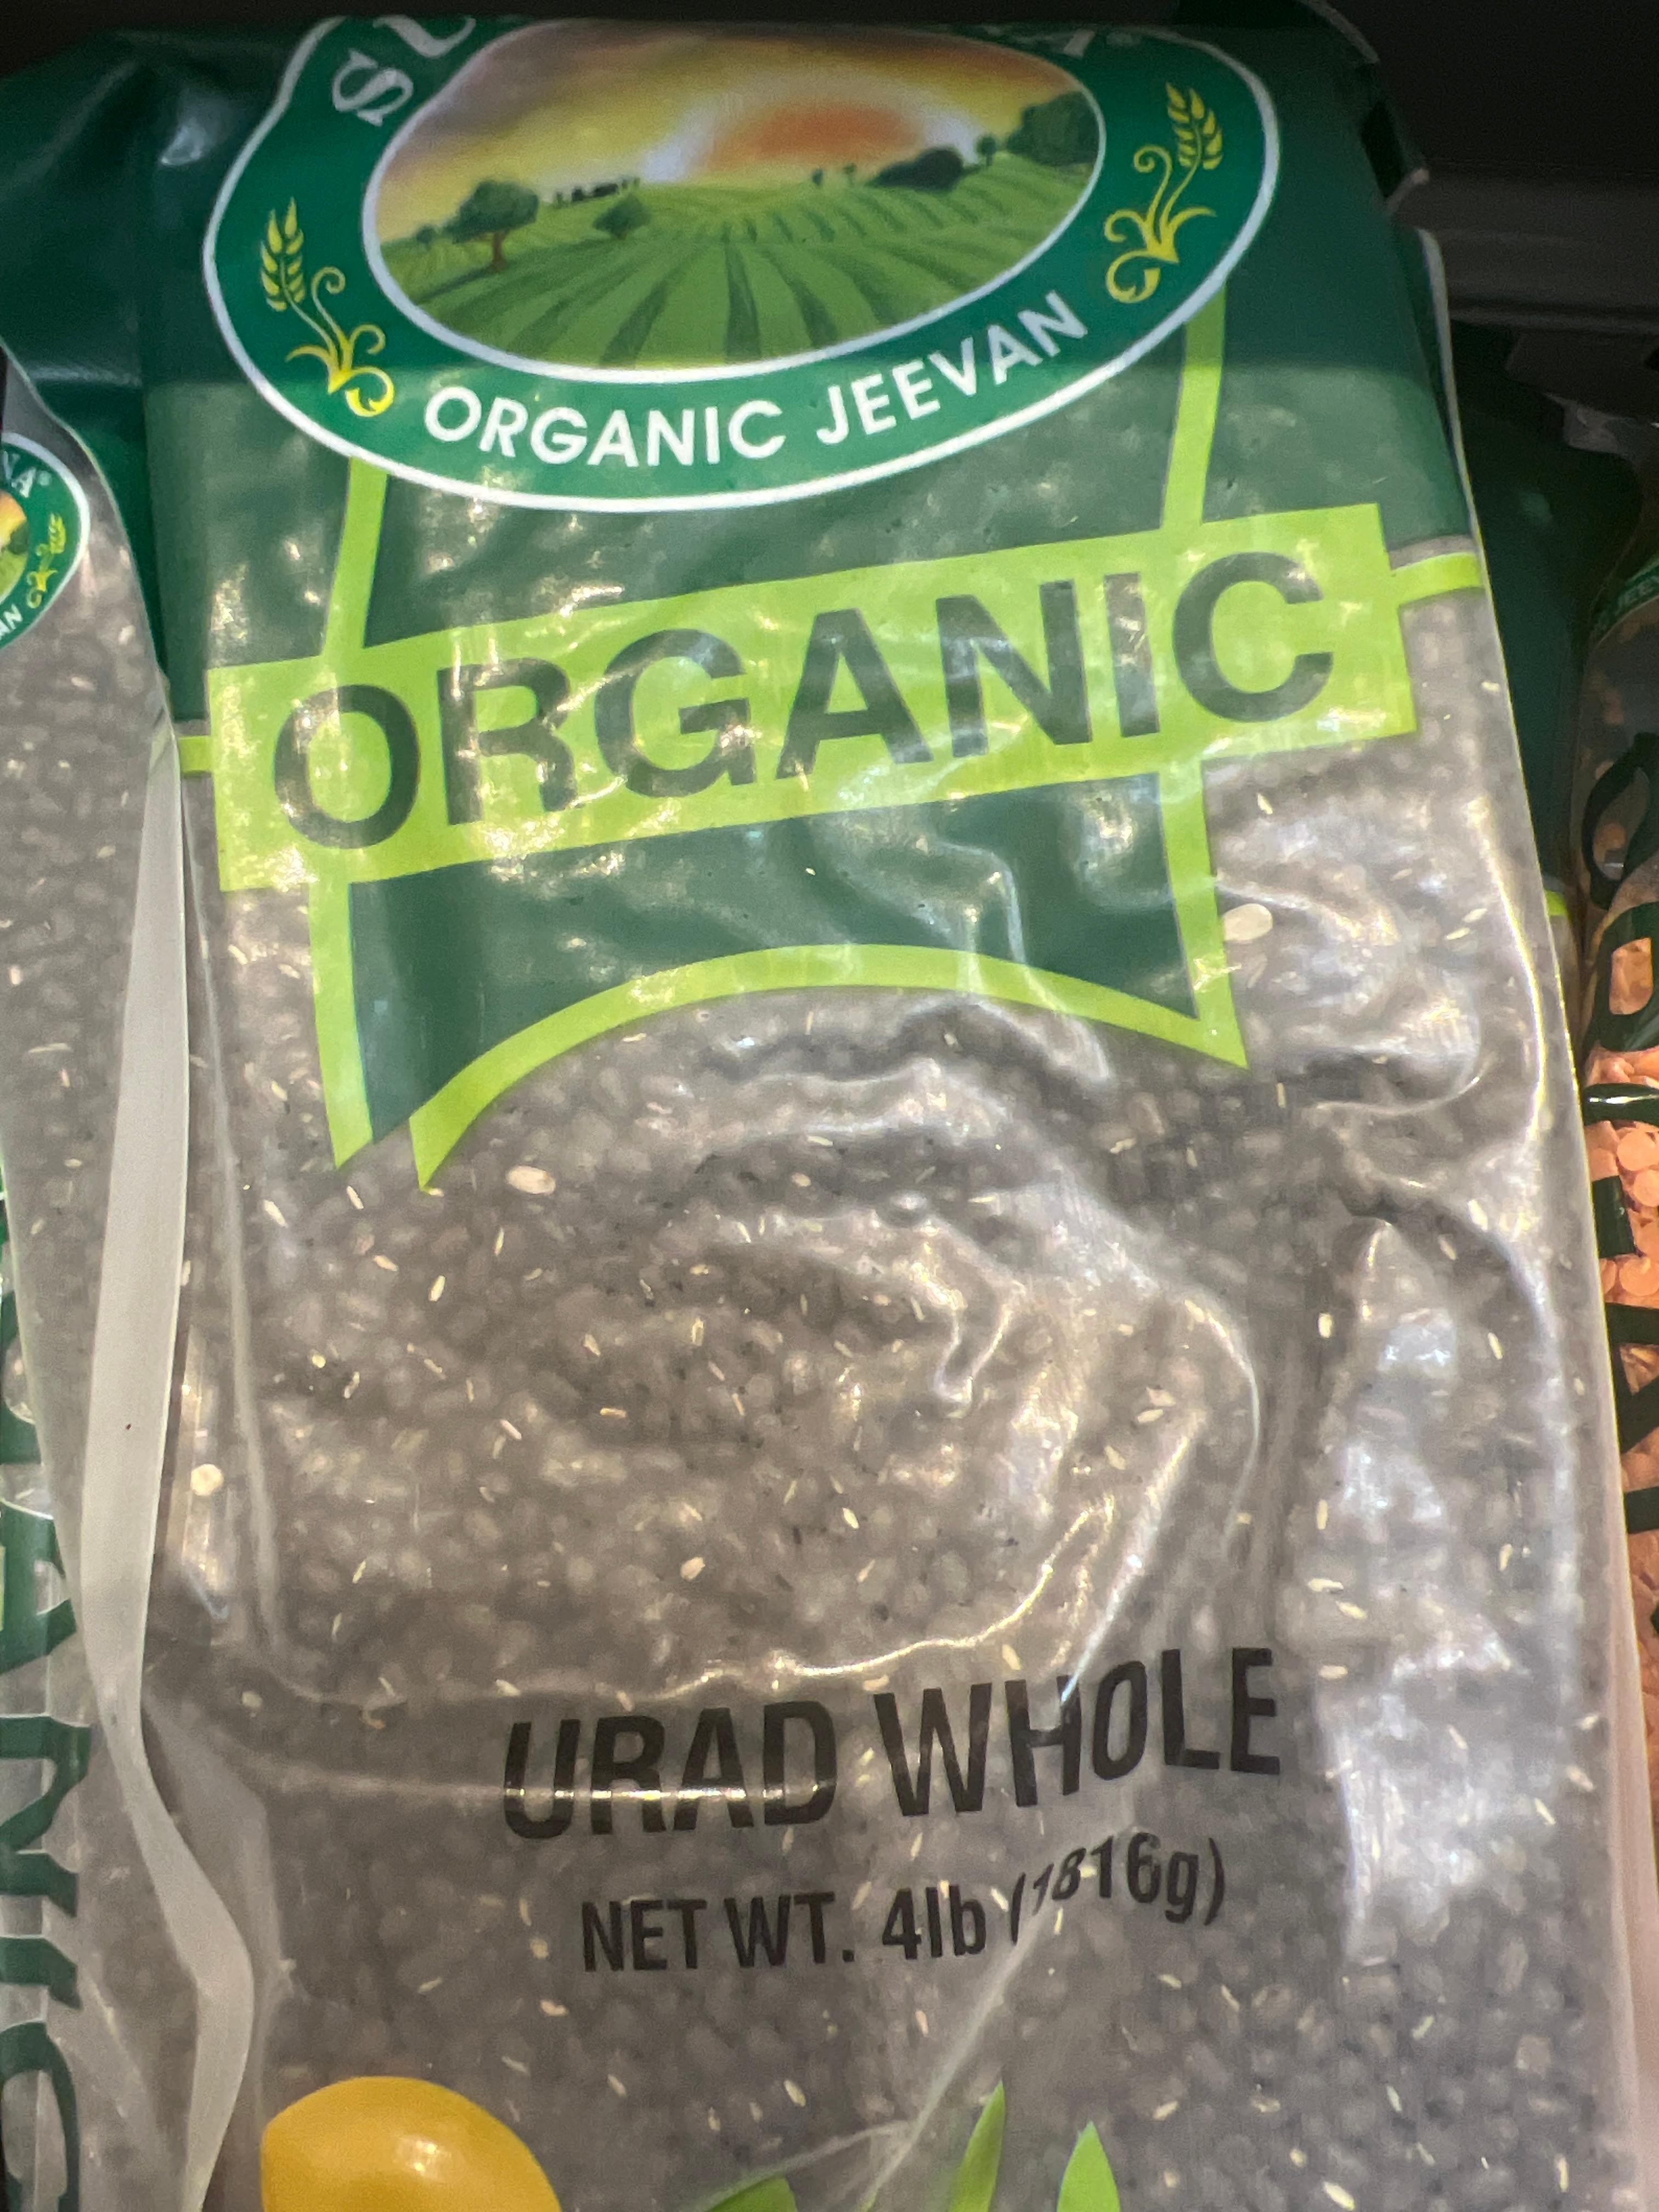 ORGANIC JEEVAN
ORGANIC
URAD WHOLE
NET WT. 4lb (1816g)